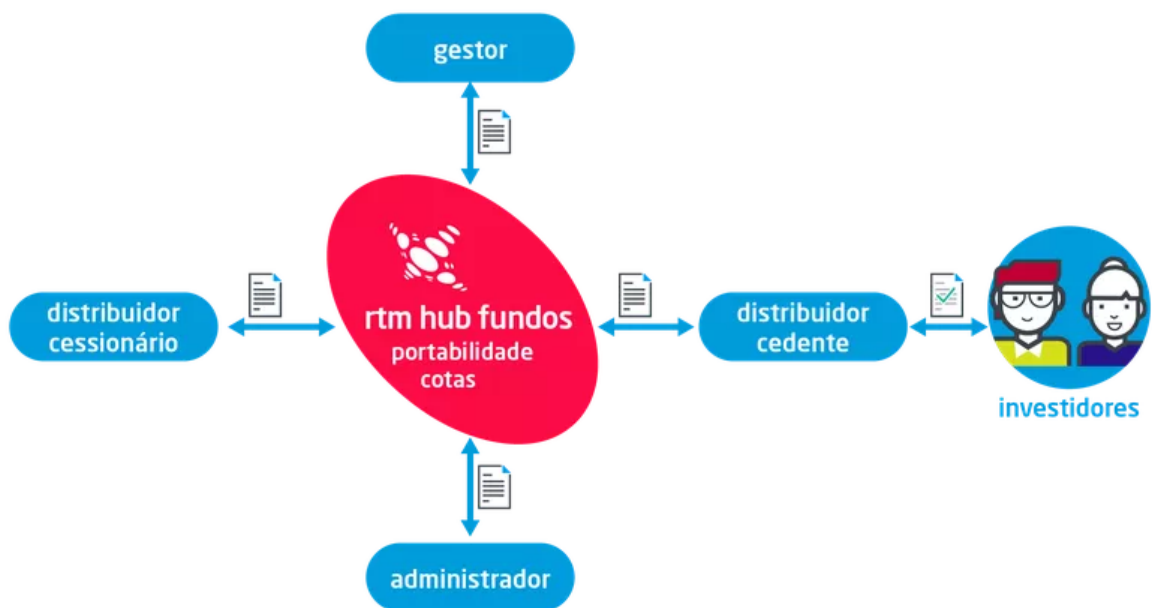 gestor
distribuidor
cessionário
rtm hub fundos
portabilidade
cotas
distribuidor
cedente
investidores
administrador